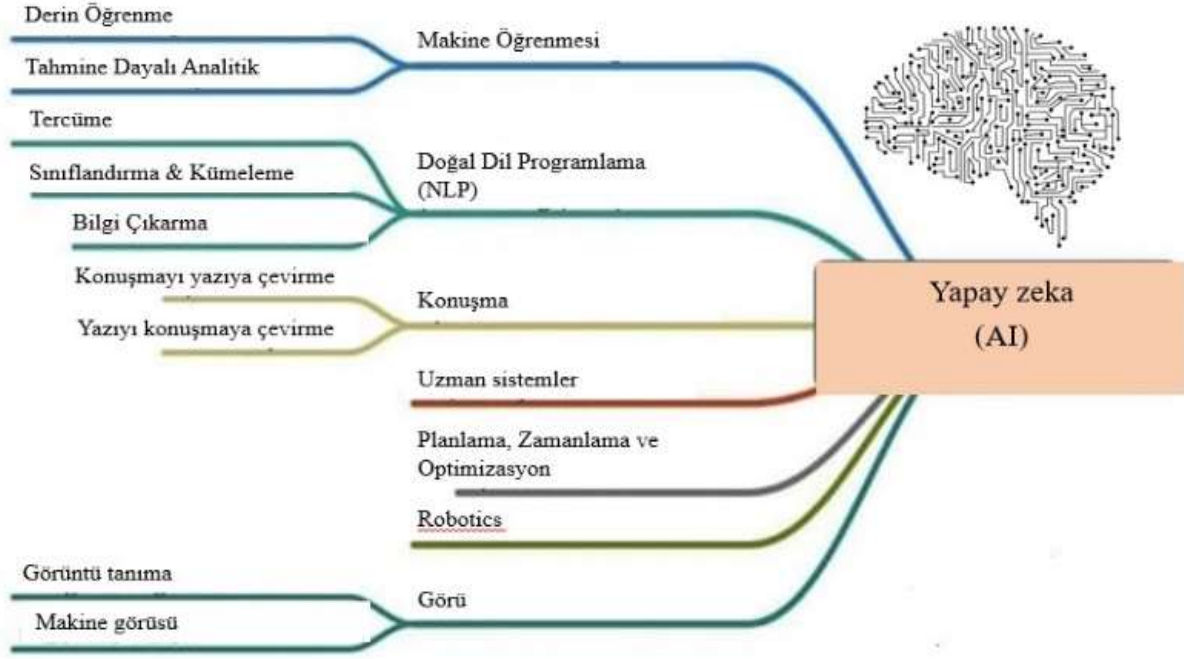 Derin Öğrenme
Tahmine Dayalı Analitik
Makine Öğrenmesi
Tercüme
Sınıflandırma & Kümeleme
Bilgi Çıkarma
Doğal Dil Programlama
(NLP)
Konuşmayı yazıya çevirme
Yazıyı konuşmaya çevirme
Konuşma
Yapay zeka
(AI)
Uzman sistemler
Planlama, Zamanlama ve
Optimizasyon
Robotics
Görüntü tanıma
Makine görüsü
Görü